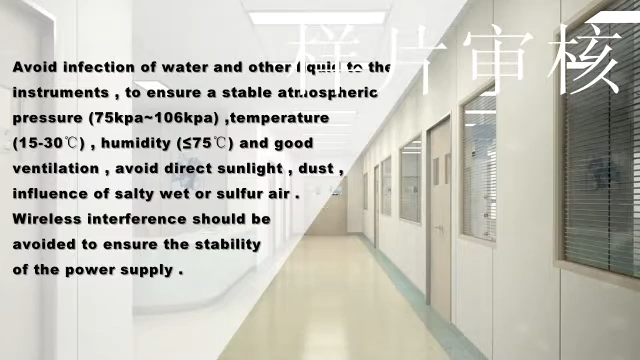 样片审核
Avoid infection of water and other liquid to the
instruments , to ensure a stable atmospheric
pressure (75kpa~106kpa) ,temperature
(15-30℃) , humidity (≤75℃) and good
ventilation , avoid direct sunlight , dust ,
influence of salty wet or sulfur air .
Wireless interference should be
avoided to ensure the stability
of the power supply .